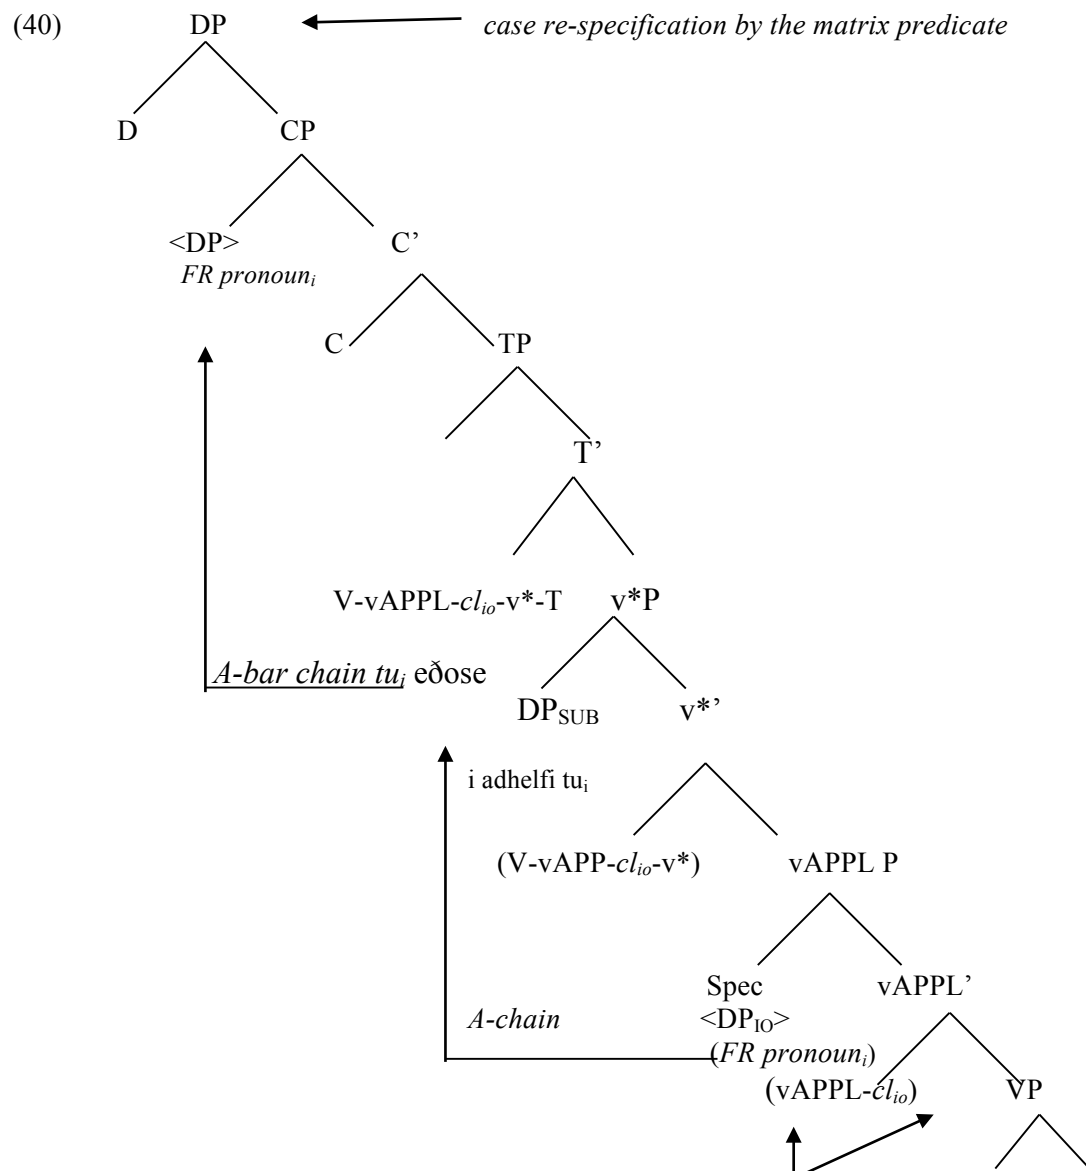 (40) DP case re-specification by the matrix predicate
D CP
<DP> C’
FR pronounᵢ
C TP
T’
V-vAPPL-clᵢₒ-v*-T v*P
A-bar chain tuᵢ eðose
DP_SUB v*’
i adhelfi tuᵢ
(V-vAPP-clᵢₒ-v*) vAPPL P
Spec vAPPL’
A-chain <DP_IO>
(FR pronounᵢ)
(vAPPL-clᵢₒ) VP